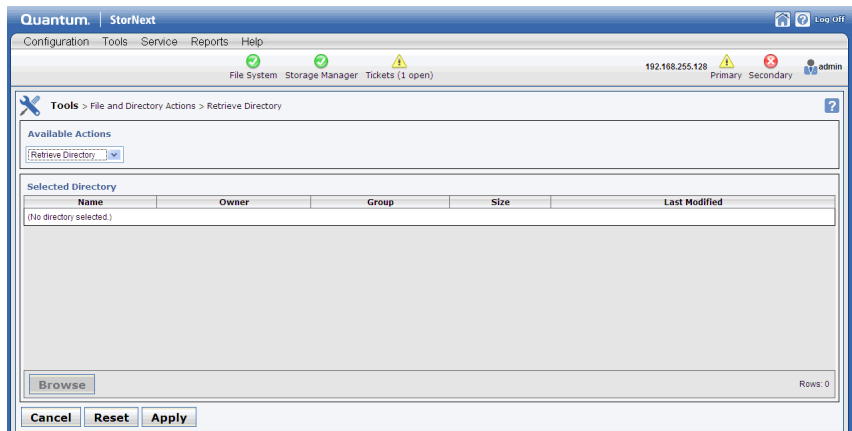 Quantum. StorNext Log Off
Configuration Tools Service Reports Help
File System Storage Manager Tickets (1 open) 192.168.255.128 Primary Secondary admin
Tools > File and Directory Actions > Retrieve Directory
Available Actions
Retrieve Directory
Selected Directory
Name Owner Group Size Last Modified
(No directory selected.)
Browse Rows: 0
Cancel Reset Apply